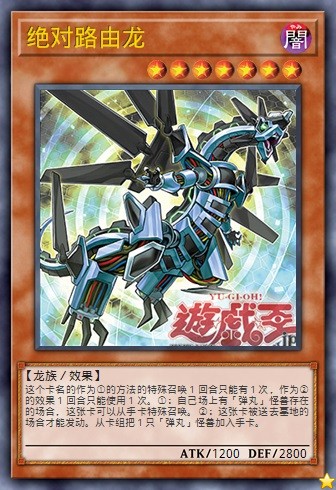 绝对路由龙
闇
YU-GI-OH!
遊戯王
【龙族/效果】
这个卡名的作为①的方法的特殊召唤1回合只能有1次，作为②
的效果1回合只能使用1次。①；自己场上有「弹丸」怪兽存
在的场合，这张卡可以从手卡特殊召唤。②；这张卡被送去墓地
的场合才能发动。从卡组把1只「弹丸」怪兽加入手卡。
ATK/1200 DEF/2800